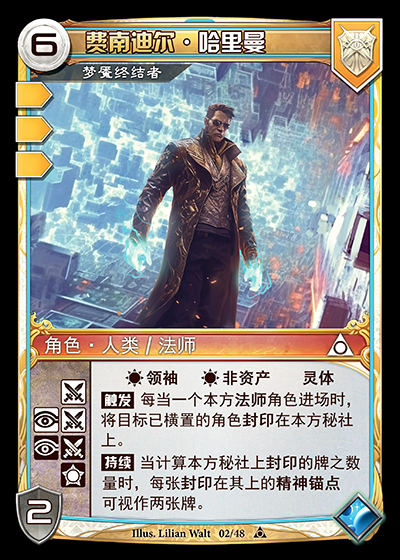 6
费南迪尔·哈里曼
梦魇终结者
角色·人类 / 法师
领袖 非资产 灵体
触发 每当一个本方法师角色进场时，
将目标已横置的角色封印在本方秘社
上。
持续 当计算本方秘社上封印的牌之数
量时，每张封印在其上的精神锚点
可视作两张牌。
2
Illus. Lilian Walt 02/48